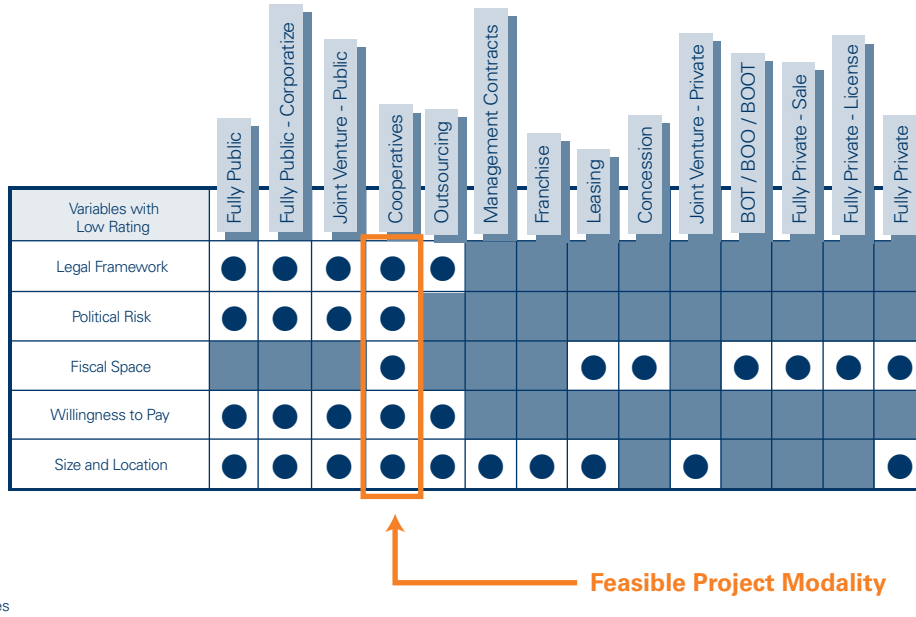 Fully Public
Fully Public - Corporatize
Joint Venture - Public
Cooperatives
Outsourcing
Management Contracts
Franchise
Leasing
Concession
Joint Venture - Private
BOT / BOO / BOOT
Fully Private - Sale
Fully Private - License
Fully Private
Variables with
Low Rating
Legal Framework
Political Risk
Fiscal Space
Willingness to Pay
Size and Location
Feasible Project Modality
es